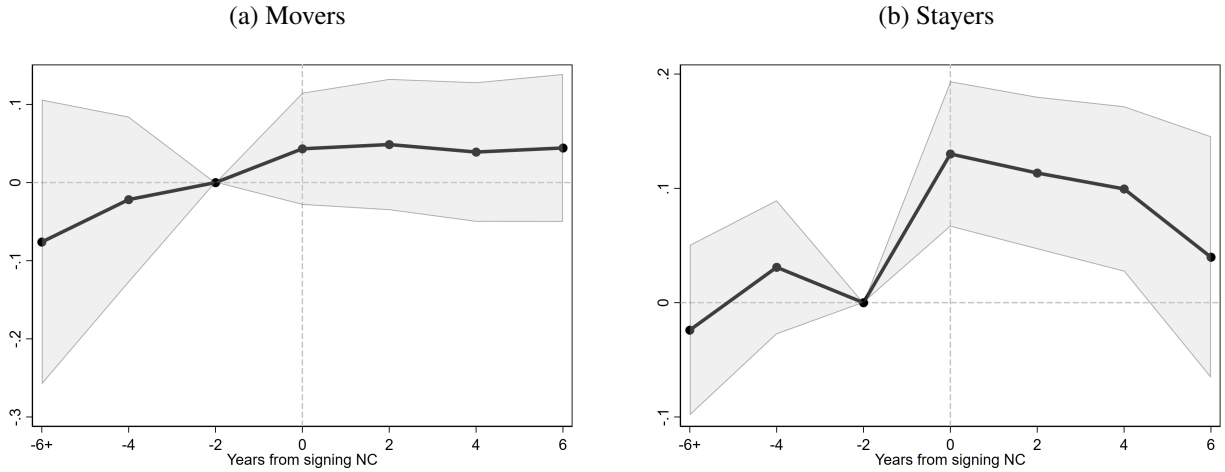 (a) Movers
.1
0
-.1
-.2
-.3
-6+ -4 -2 0 2 4 6
Years from signing NC
(b) Stayers
.2
.1
0
-.1
-6+ -4 -2 0 2 4 6
Years from signing NC